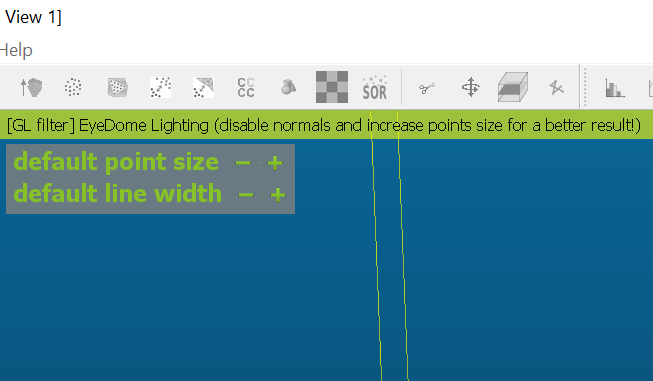 View 1]
Help
CC
CC
SOR
[GL filter] EyeDome Lighting (disable normals and increase points size for a better result!)
default point size - +
default line width - +